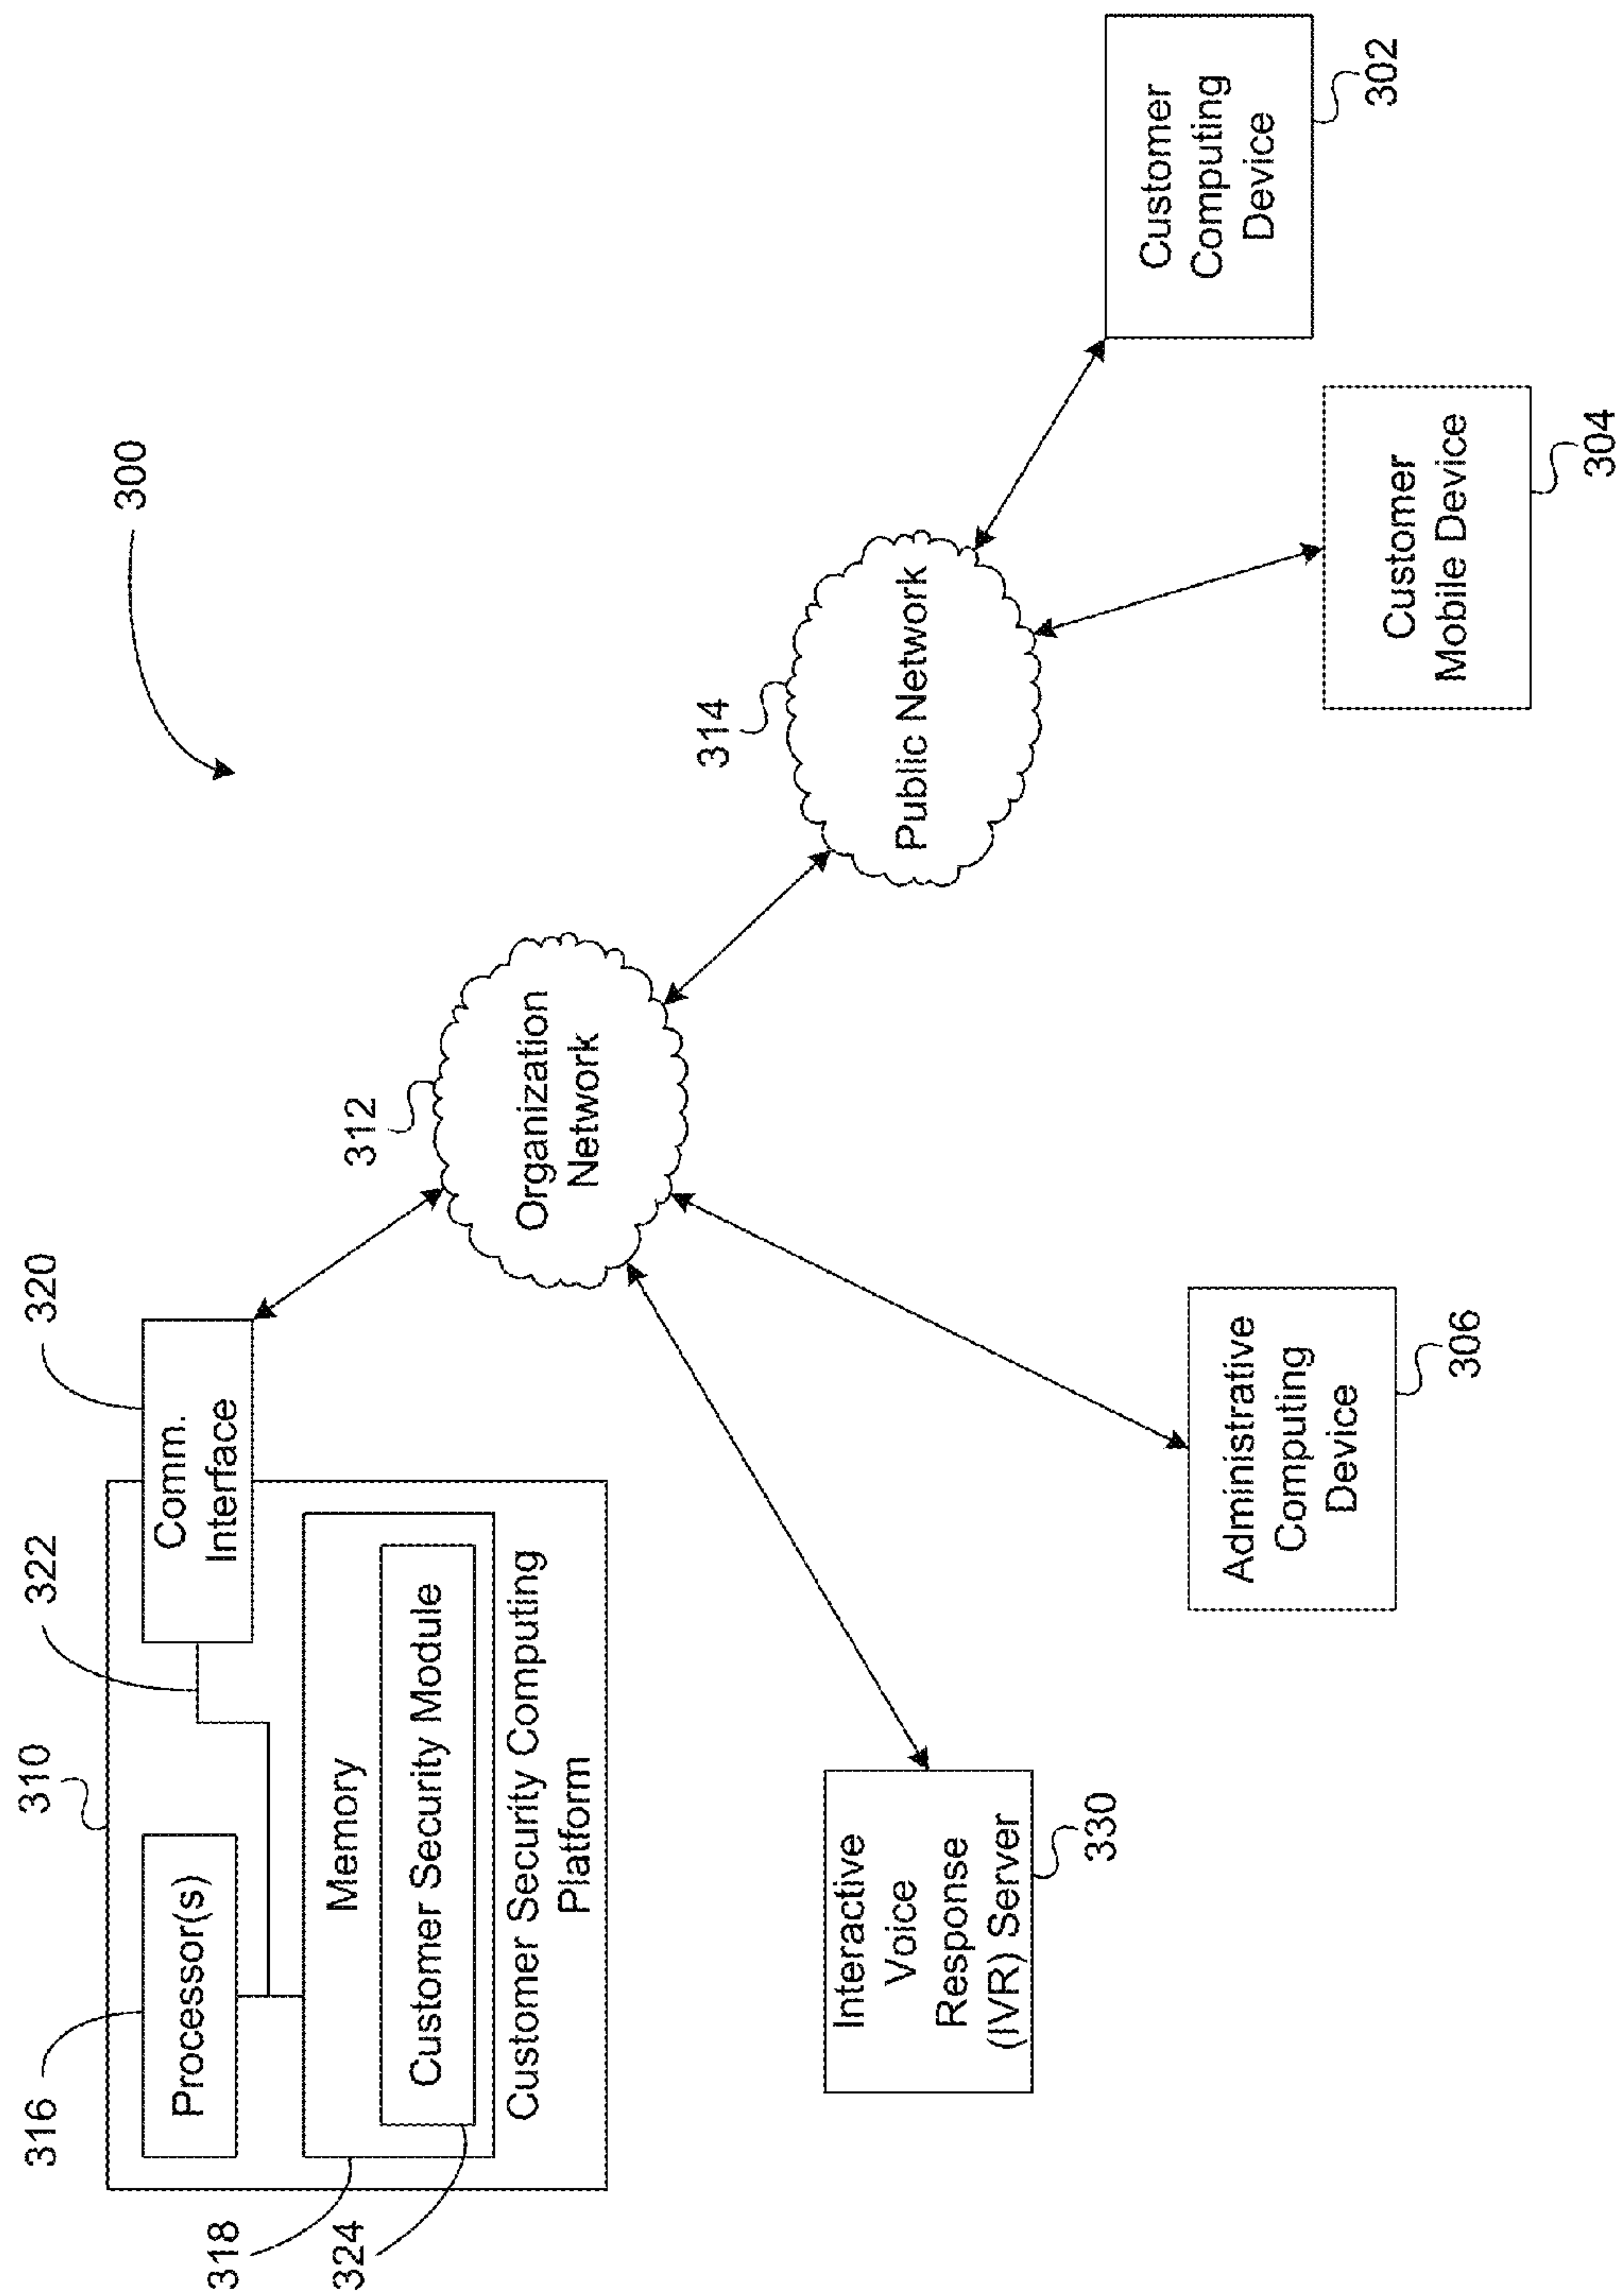 300
310
316
Processor(s)
322
320
Comm.
Interface
318
Memory
324
Customer Security Module
Customer Security Computing
Platform
312
Organization
Network
314
Public Network
Interactive
Voice
Response
(IVR) Server
330
Administrative
Computing
Device
306
Customer
Mobile Device
304
Customer
Computing
Device
302